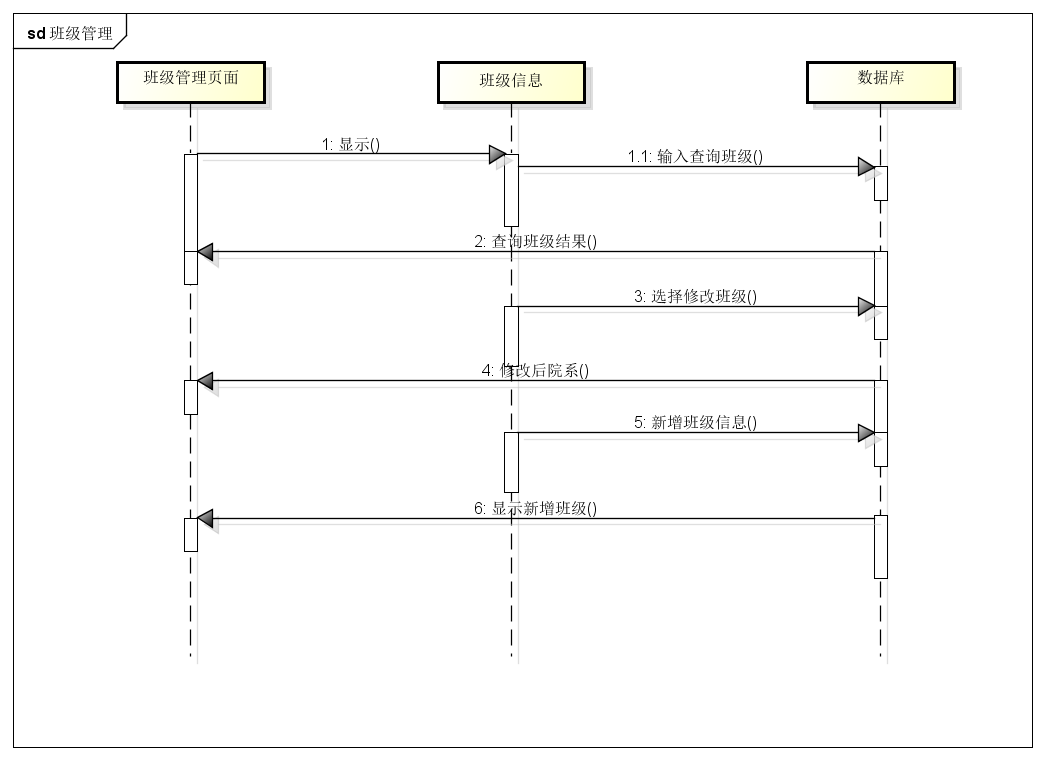 sd 班级管理
班级管理页面
班级信息
数据库
1: 显示()
1.1: 输入查询班级()
2: 查询班级结果()
3: 选择修改班级()
4: 修改后院系()
5: 新增班级信息()
6: 显示新增班级()